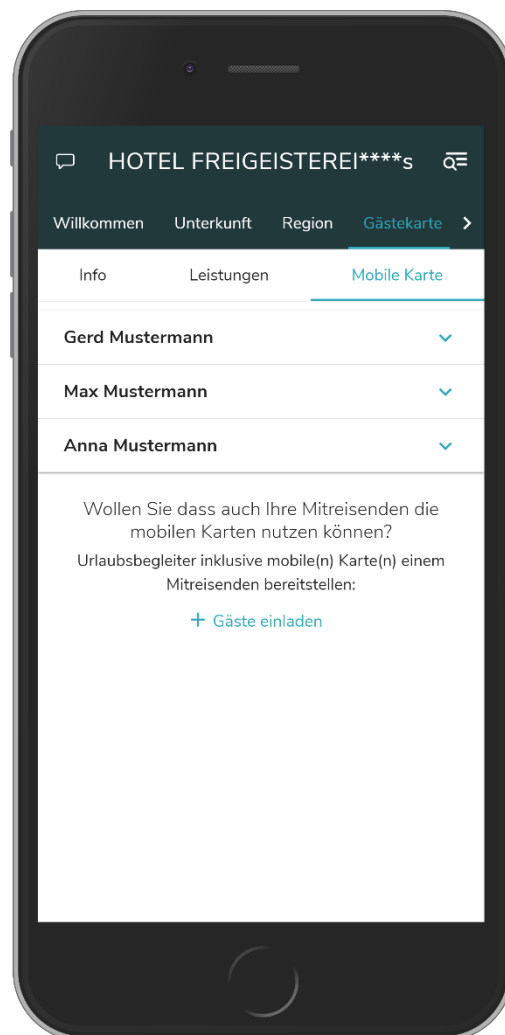 HOTEL FREIGEISTEREI****s
Willkommen Unterkunft Region Gästekarte
Info Leistungen Mobile Karte
Gerd Mustermann
Max Mustermann
Anna Mustermann
Wollen Sie dass auch Ihre Mitreisenden die
mobilen Karten nutzen können?
Urlaubsbegleiter inklusive mobile(n) Karte(n) einem
Mitreisenden bereitstellen:
+ Gäste einladen